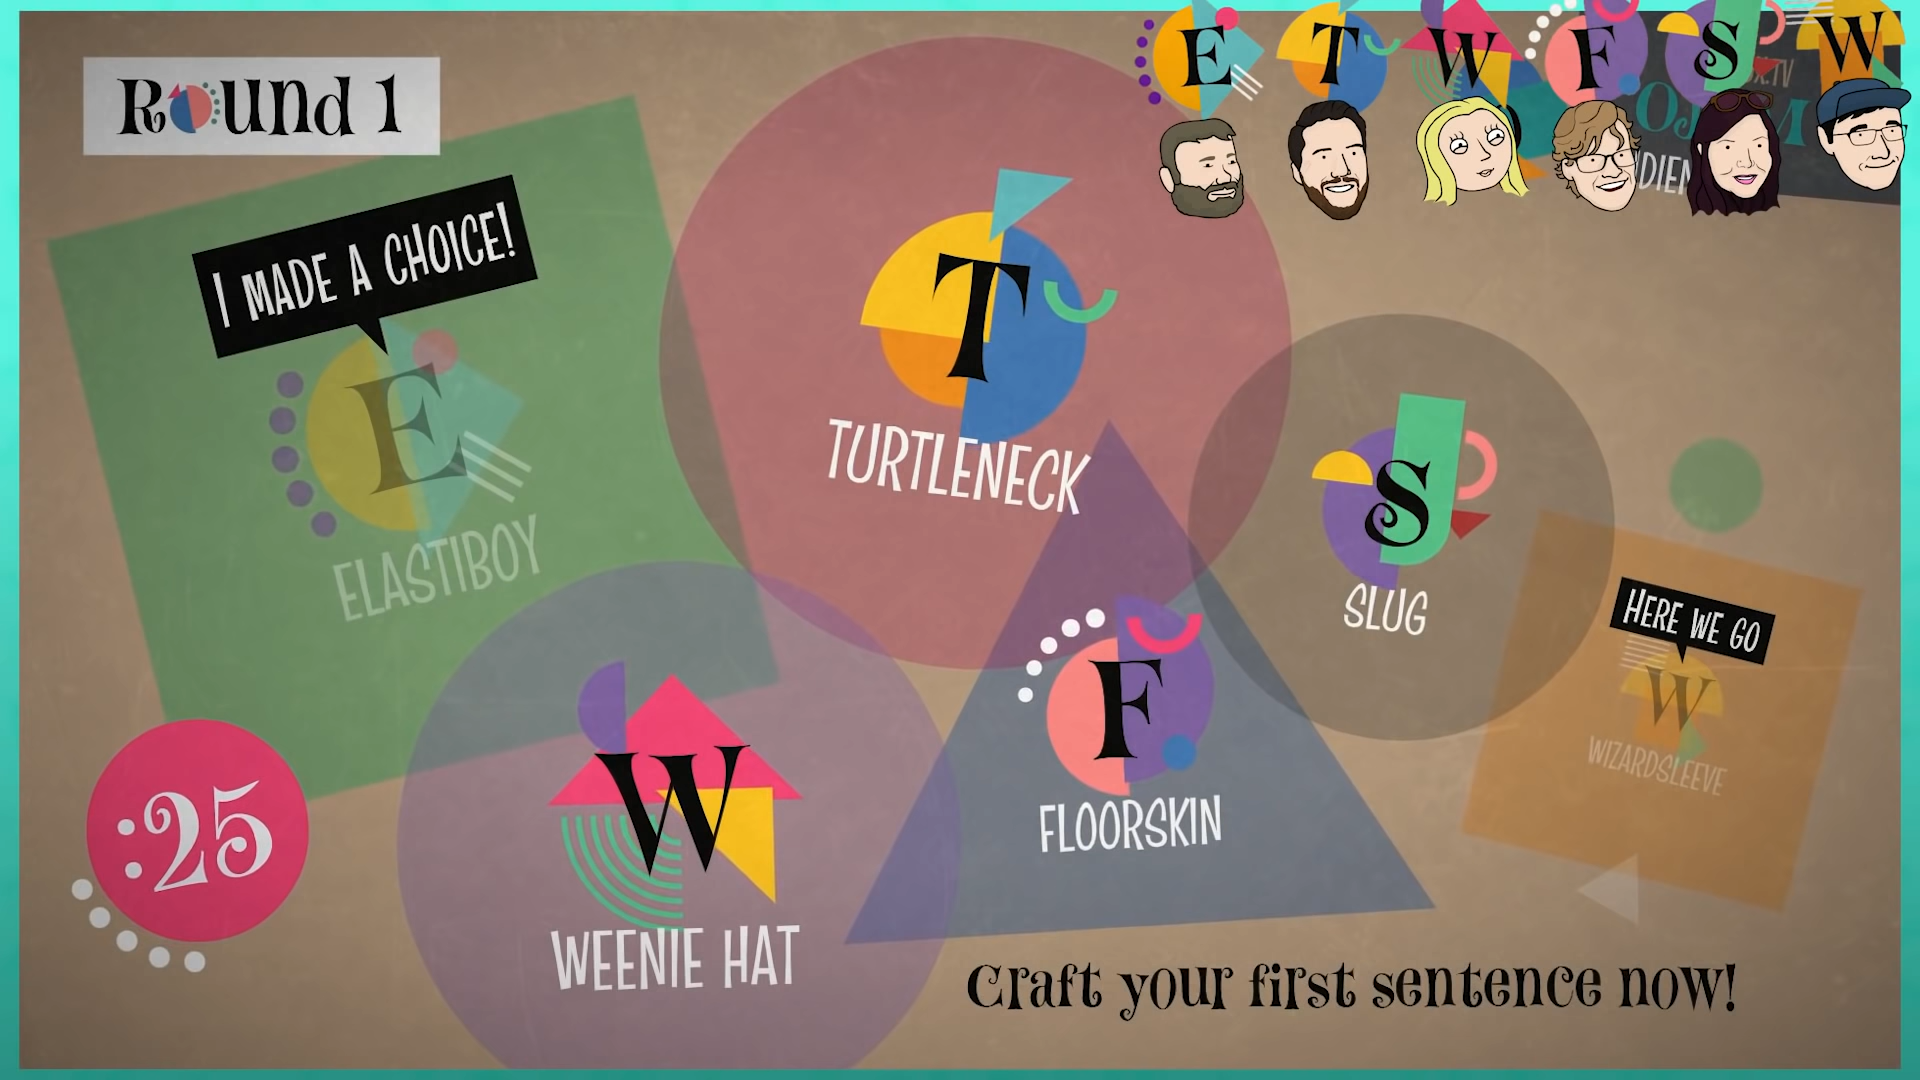 Round 1
E T W F S W
I MADE A CHOICE!
E
ELASTIBOY
T
TURTLENECK
S
SLUG
HERE WE GO
W
WIZARDSLEEVE
W
WEENIE HAT
F
FLOORSKIN
:25
Craft your first sentence now!